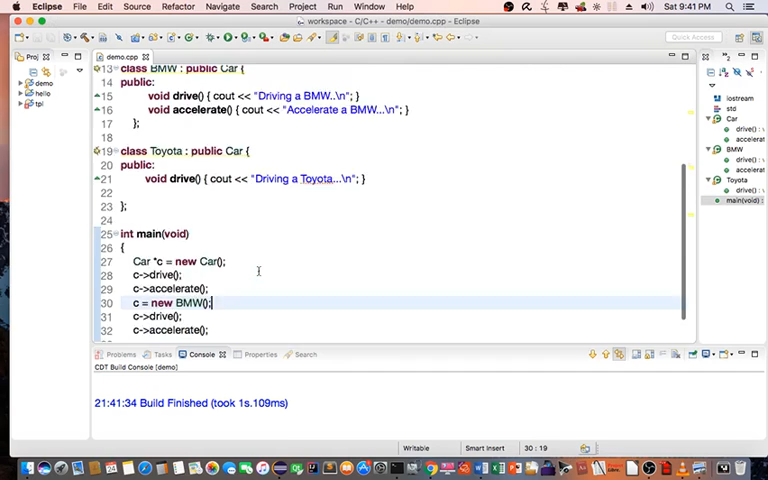 Eclipse File Edit Source Refactor Navigate Search Project Run Window Help
Sat 9:41 PM
workspace - C/C++ - demo/demo.cpp - Eclipse
Quick Access
Proj
demo
hello
tpl
demo.cpp
13 class BMW : public Car {
14 public:
15 void drive() { cout << "Driving a BMW..\n"; }
16 void accelerate() { cout << "Accelerate a BMW...\n"; }
17 };
18
19 class Toyota : public Car {
20 public:
21 void drive() { cout << "Driving a Toyota...\n"; }
22
23 };
24
25 int main(void)
26 {
27 Car *c = new Car();
28 c->drive();
29 c->accelerate();
30 c = new BMW();
31 c->drive();
32 c->accelerate();
iostream
std
Car
drive() :
accelerat
BMW
drive() :
accelerat
Toyota
drive() :
main(void) :
Problems Tasks Console Properties Search
CDT Build Console [demo]
21:41:34 Build Finished (took 1s.109ms)
Writable Smart Insert 30 : 19